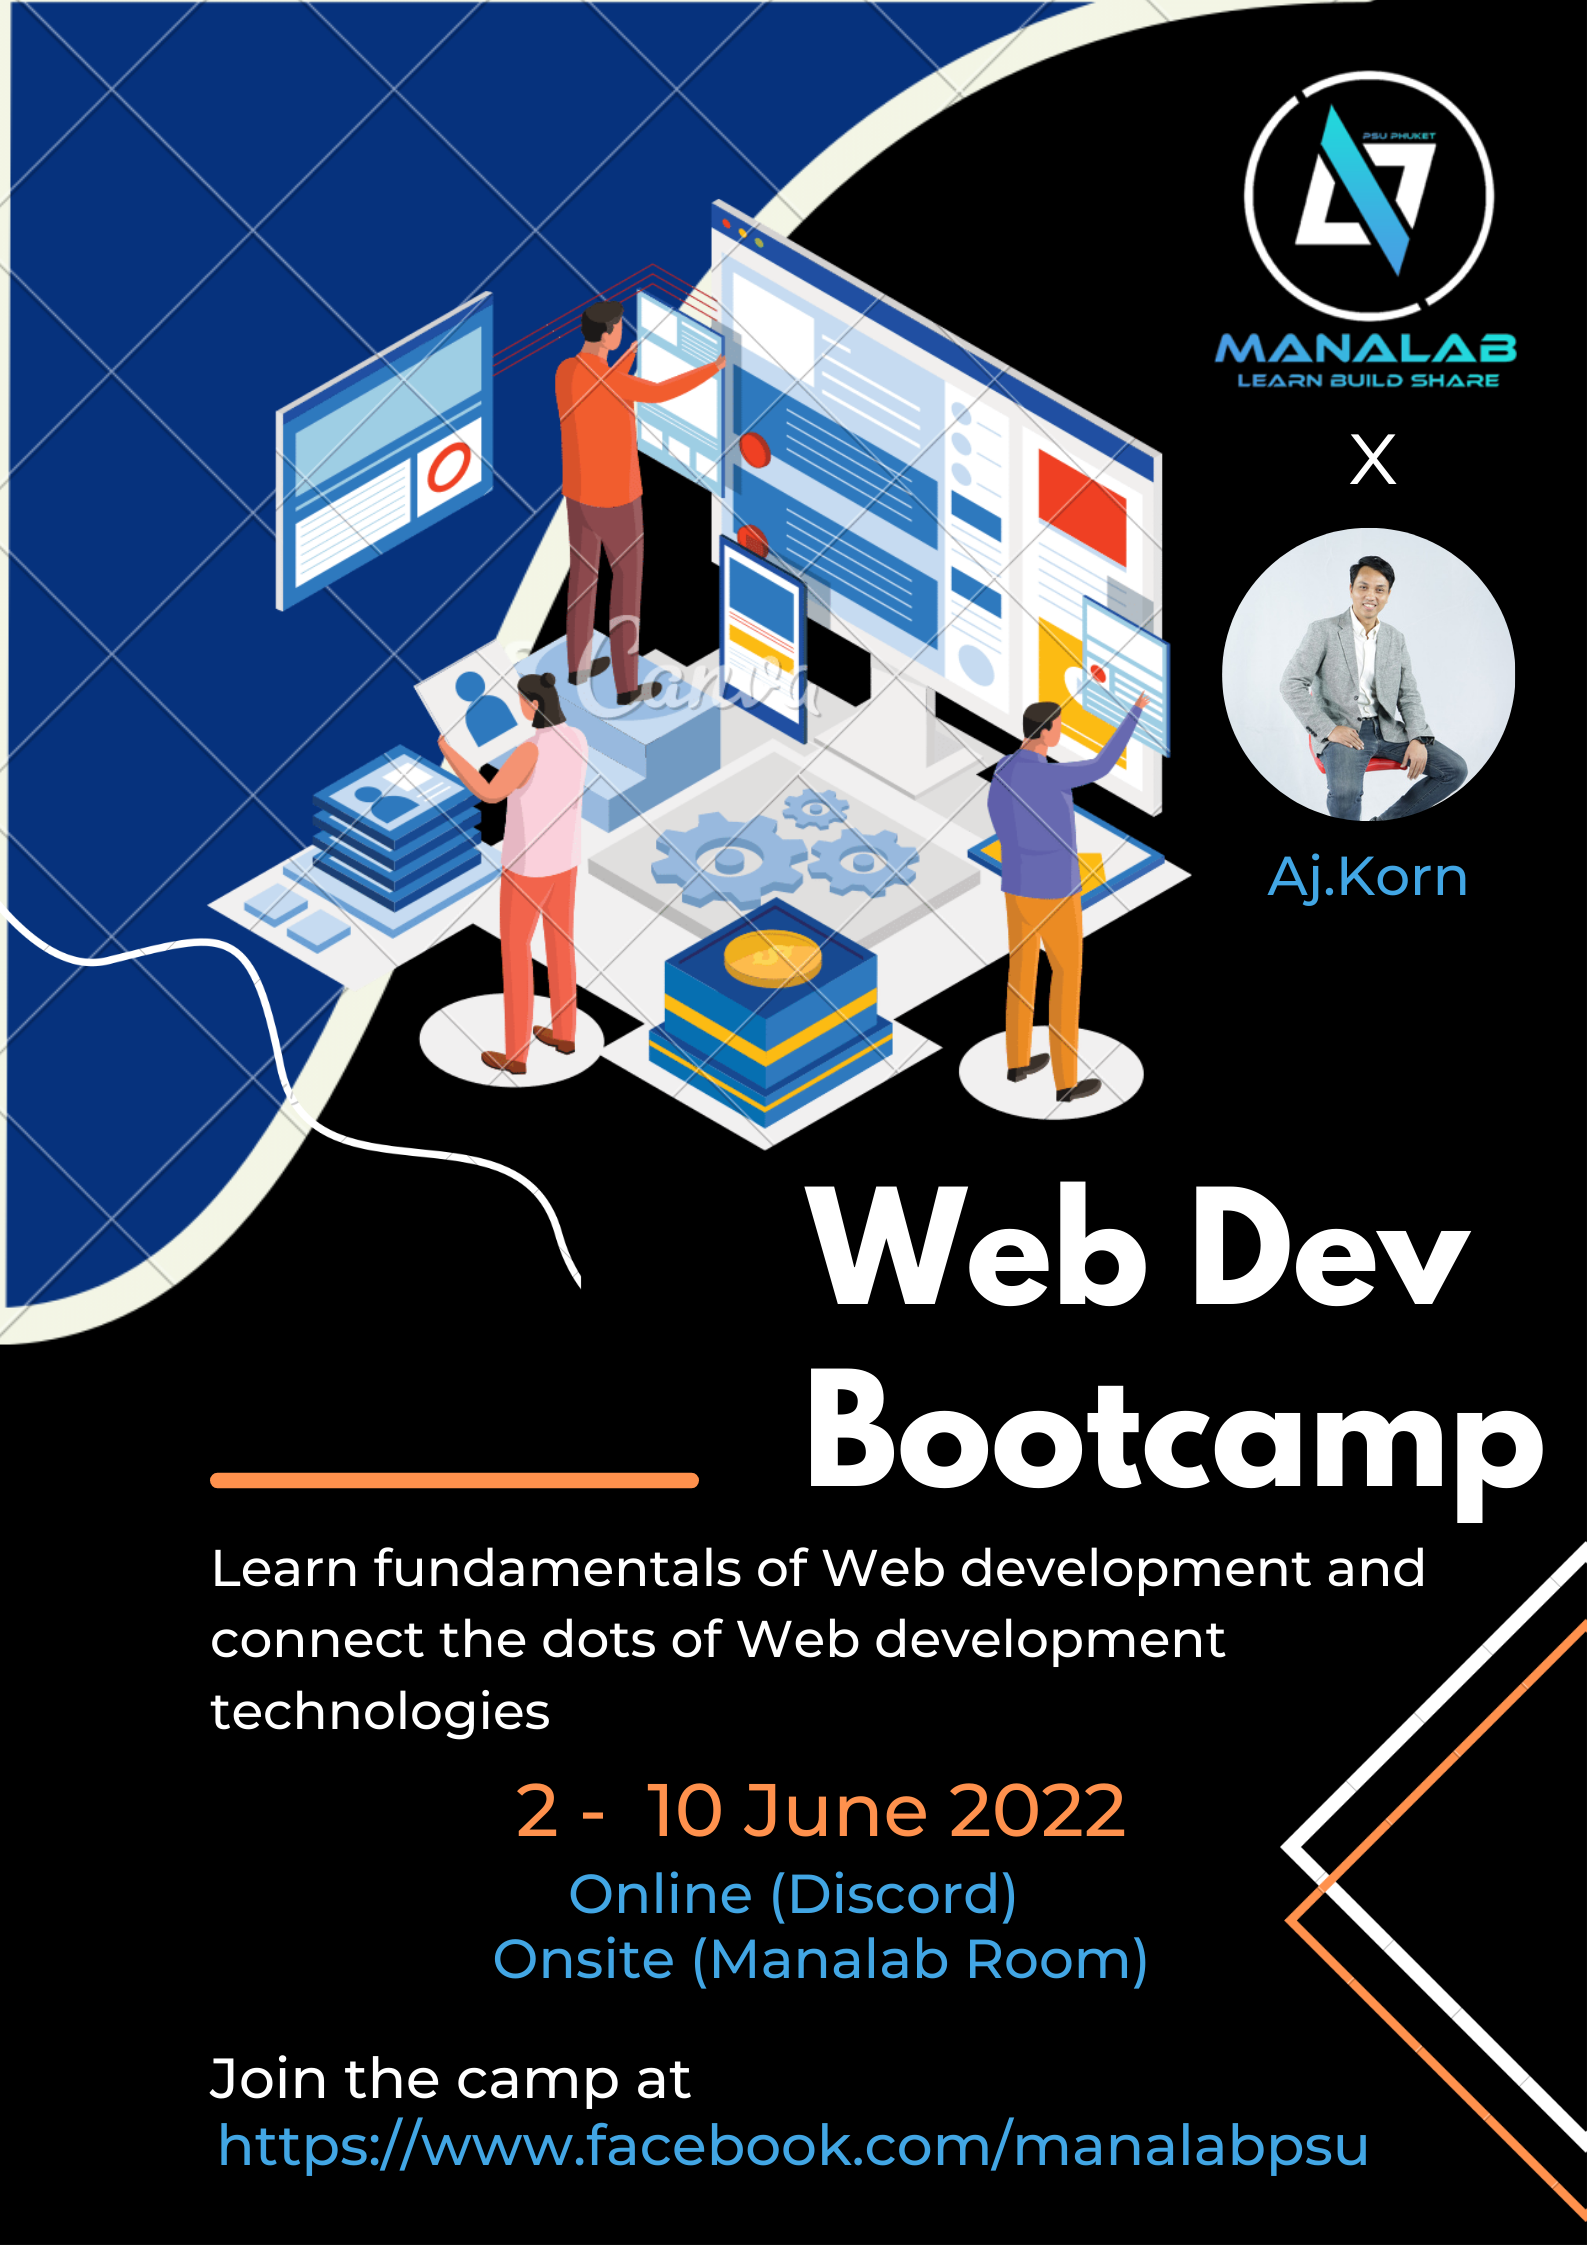 PSU PHUKET
MANALAB
LEARN BUILD SHARE
X
Aj.Korn
Canva
Web Dev
Bootcamp
Learn fundamentals of Web development and
connect the dots of Web development
technologies
2 - 10 June 2022
Online (Discord)
Onsite (Manalab Room)
Join the camp at
https://www.facebook.com/manalabpsu